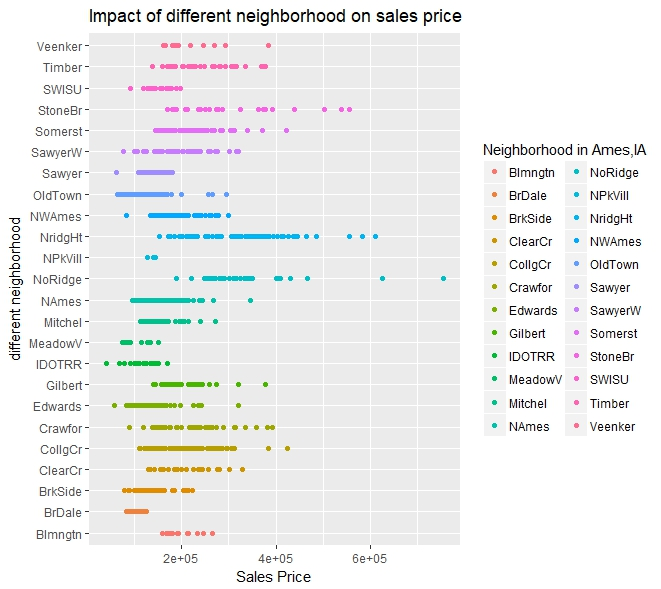 Impact of different neighborhood on sales price
different neighborhood
Veenker
Timber
SWISU
StoneBr
Somerst
SawyerW
Sawyer
OldTown
NWAmes
NridgHt
NPkVill
NoRidge
NAmes
Mitchel
MeadowV
IDOTRR
Gilbert
Edwards
Crawfor
CollgCr
ClearCr
BrkSide
BrDale
Blmngtn
2e+05 4e+05 6e+05
Sales Price
Neighborhood in Ames,IA
Blmngtn NoRidge
BrDale NPkVill
BrkSide NridgHt
ClearCr NWAmes
CollgCr OldTown
Crawfor Sawyer
Edwards SawyerW
Gilbert Somerst
IDOTRR StoneBr
MeadowV SWISU
Mitchel Timber
NAmes Veenker